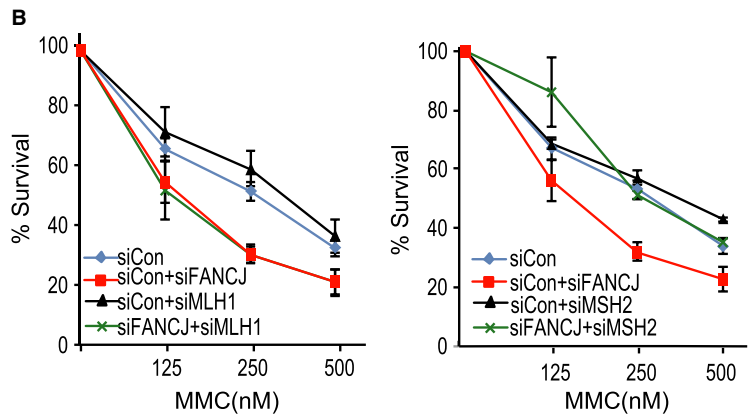 B
% Survival
100
80
60
40
20
0
siCon
siCon+siFANCJ
siCon+siMLH1
siFANCJ+siMLH1
125 250 500
MMC(nM)
% Survival
100
80
60
40
20
0
siCon
siCon+siFANCJ
siCon+siMSH2
siFANCJ+siMSH2
125 250 500
MMC(nM)